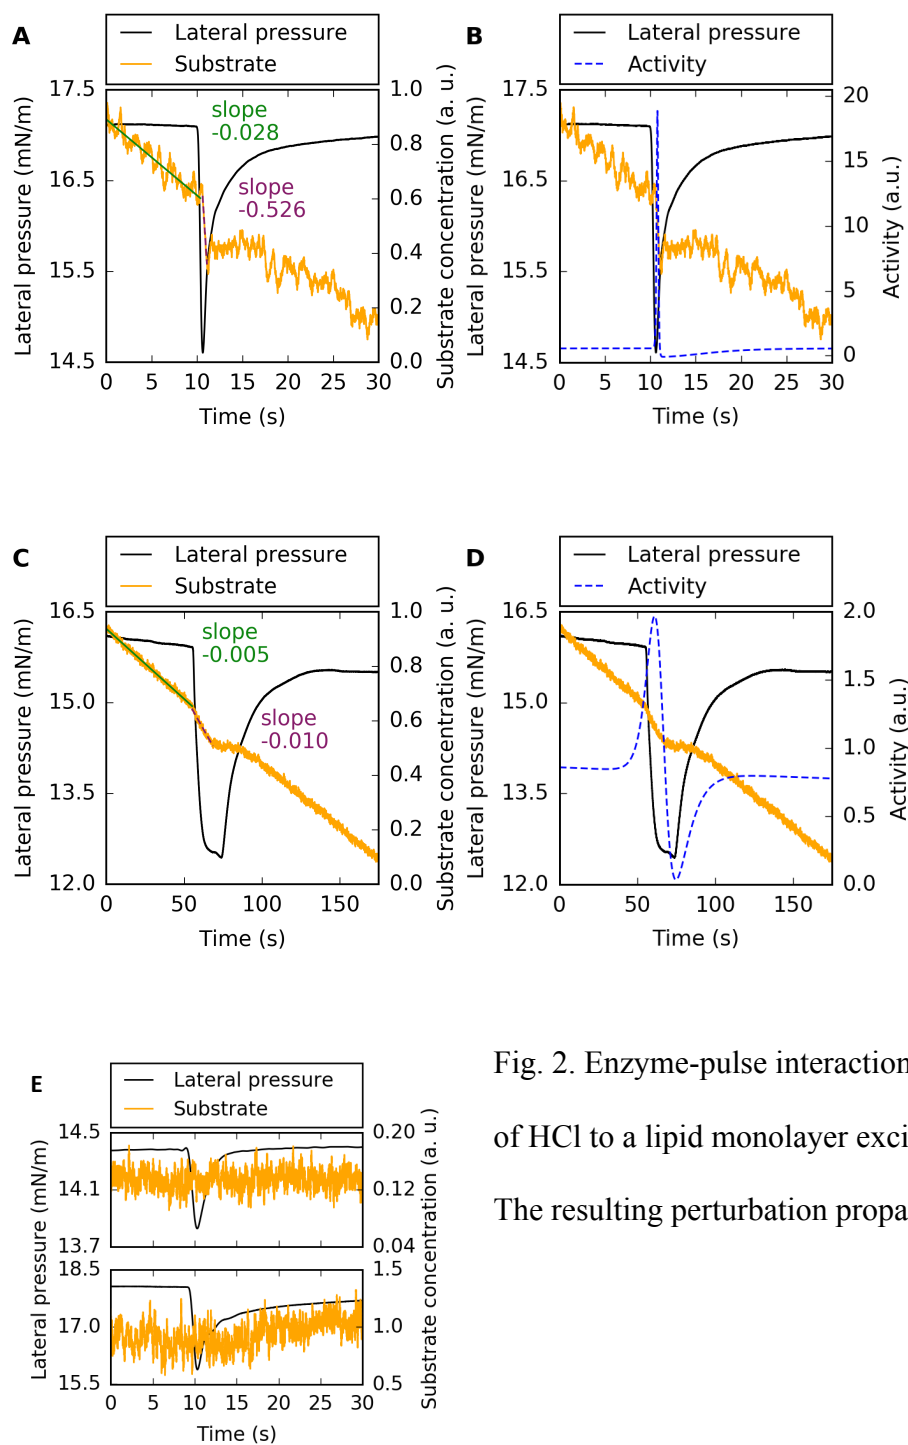 A
Lateral pressure
Substrate
17.5
16.5
15.5
14.5
Lateral pressure (mN/m)
slope
-0.028
slope
-0.526
1.0
0.8
0.6
0.4
0.2
0.0
Substrate concentration (a. u.)
0 5 10 15 20 25 30
Time (s)
B
Lateral pressure
Activity
17.5
16.5
15.5
14.5
Lateral pressure (mN/m)
20
15
10
5
0
Activity (a.u.)
0 5 10 15 20 25 30
Time (s)
C
Lateral pressure
Substrate
16.5
15.0
13.5
12.0
Lateral pressure (mN/m)
slope
-0.005
slope
-0.010
1.0
0.8
0.6
0.4
0.2
0.0
Substrate concentration (a. u.)
0 50 100 150
Time (s)
D
Lateral pressure
Activity
16.5
15.0
13.5
12.0
Lateral pressure (mN/m)
2.0
1.5
1.0
0.5
0.0
Activity (a.u.)
0 50 100 150
Time (s)
E
Lateral pressure
Substrate
14.5
14.1
13.7
0.20
0.12
0.04
18.5
17.0
15.5
1.5
1.0
0.5
Lateral pressure (mN/m)
Substrate concentration (a. u.)
0 5 10 15 20 25 30
Time (s)
Fig. 2. Enzyme-pulse interaction
of HCl to a lipid monolayer exci
The resulting perturbation propa